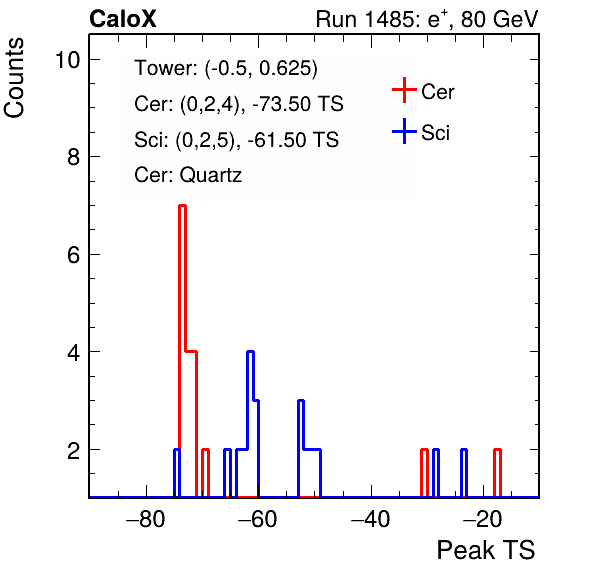 CaloX Run 1485: e+, 80 GeV
Counts
Tower: (-0.5, 0.625)
Cer: (0,2,4), -73.50 TS
Sci: (0,2,5), -61.50 TS
Cer: Quartz
Cer
Sci
10
8
6
4
2
−80 −60 −40 −20
Peak TS